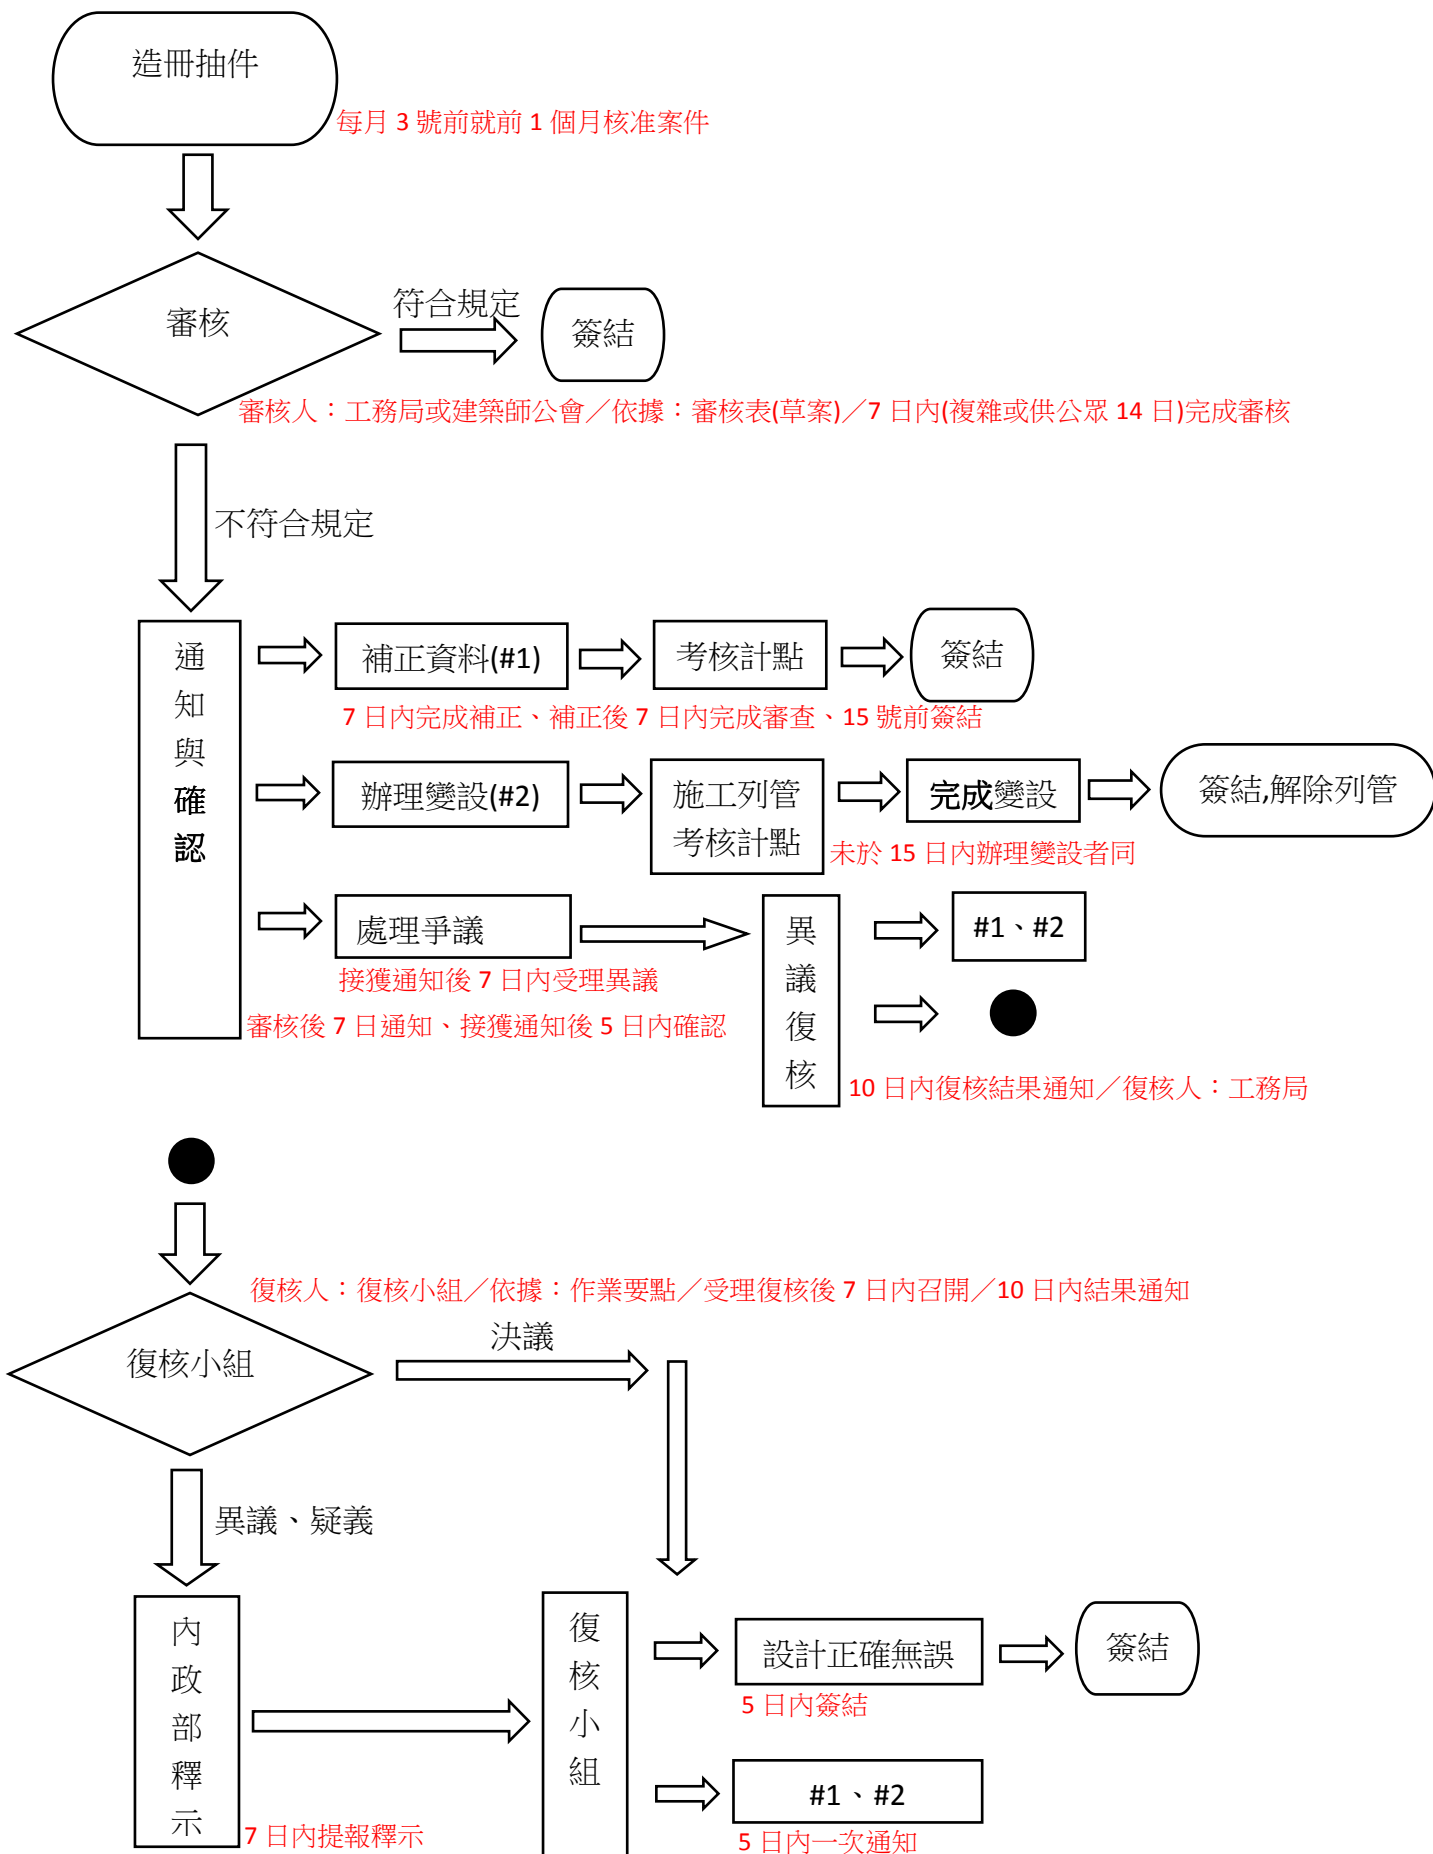 造冊抽件
每月 3 號前就前 1 個月核准案件
審核
符合規定
簽結
審核人：工務局或建築師公會／依據：審核表(草案)／7 日內(複雜或供公眾 14 日)完成審核
不符合規定
通知與確認
補正資料(#1)
考核計點
簽結
7 日內完成補正、補正後 7 日內完成審查、15 號前簽結
辦理變設(#2)
施工列管
考核計點
完成變設
簽結,解除列管
未於 15 日內辦理變設者同
處理爭議
接獲通知後 7 日內受理異議
異議復核
#1、#2
審核後 7 日通知、接獲通知後 5 日內確認
10 日內復核結果通知／復核人：工務局
復核人：復核小組／依據：作業要點／受理復核後 7 日內召開／10 日內結果通知
復核小組
決議
異議、疑義
內政部釋示
7 日內提報釋示
復核小組
設計正確無誤
簽結
5 日內簽結
#1、#2
5 日內一次通知